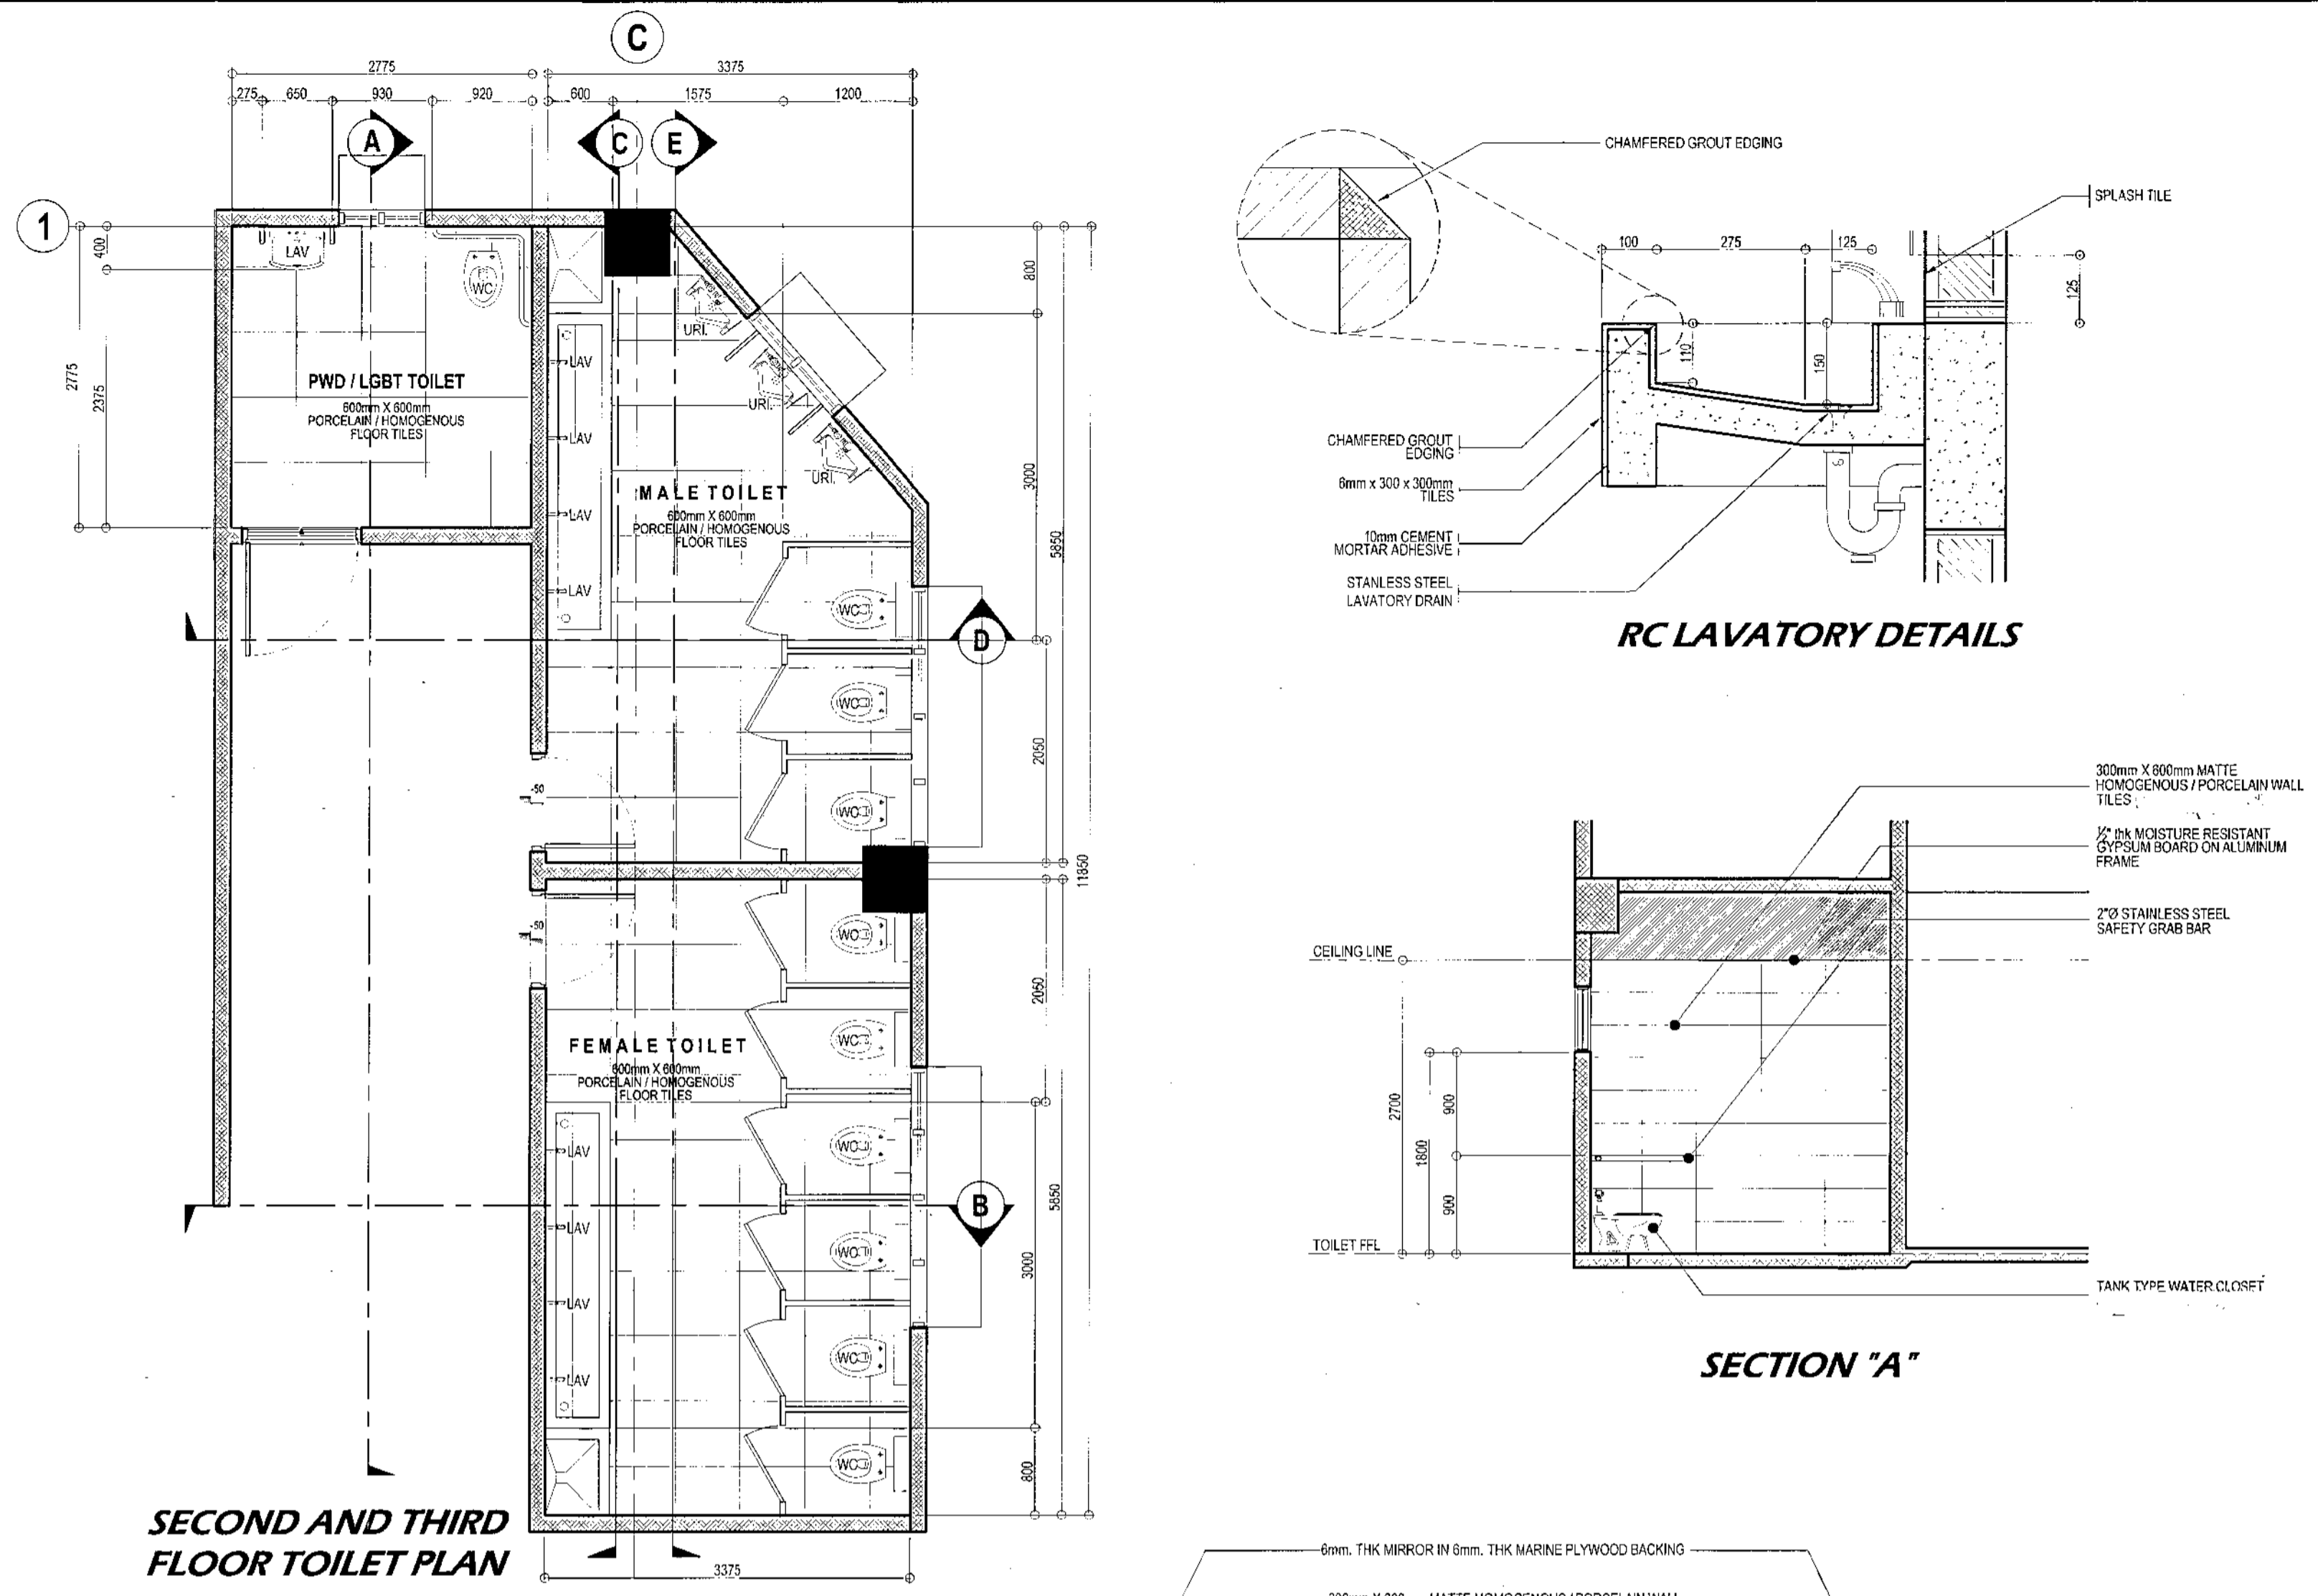 C
2775
3375
275
650
930
920
600
1575
1200
A
C
E
1
400
2775
2375
LAV
WC
PWD / LGBT TOILET
600mm X 600mm
PORCELAIN / HOMOGENOUS
FLOOR TILES
URI.
URI.
URI.
LAV
LAV
LAV
LAV
MALE TOILET
600mm X 600mm
PORCELAIN / HOMOGENOUS
FLOOR TILES
WC
WC
WC
D
800
3000
5850
2050
11850
-50
-50
WC
WC
WC
WC
WC
WC
FEMALE TOILET
600mm X 600mm
PORCELAIN / HOMOGENOUS
FLOOR TILES
LAV
LAV
LAV
LAV
B
2050
5850
3000
800
3375
SECOND AND THIRD
FLOOR TOILET PLAN
CHAMFERED GROUT EDGING
SPLASH TILE
100
275
125
125
110
150
CHAMFERED GROUT
EDGING
6mm x 300 x 300mm
TILES
10mm CEMENT
MORTAR ADHESIVE
STANLESS STEEL
LAVATORY DRAIN
RC LAVATORY DETAILS
300mm X 600mm MATTE
HOMOGENOUS / PORCELAIN WALL
TILES
½" thk MOISTURE RESISTANT
GYPSUM BOARD ON ALUMINUM
FRAME
2"Ø STAINLESS STEEL
SAFETY GRAB BAR
CEILING LINE
2700
1800
900
900
TOILET FFL
TANK TYPE WATER CLOSET
SECTION "A"
6mm. THK MIRROR IN 6mm. THK MARINE PLYWOOD BACKING